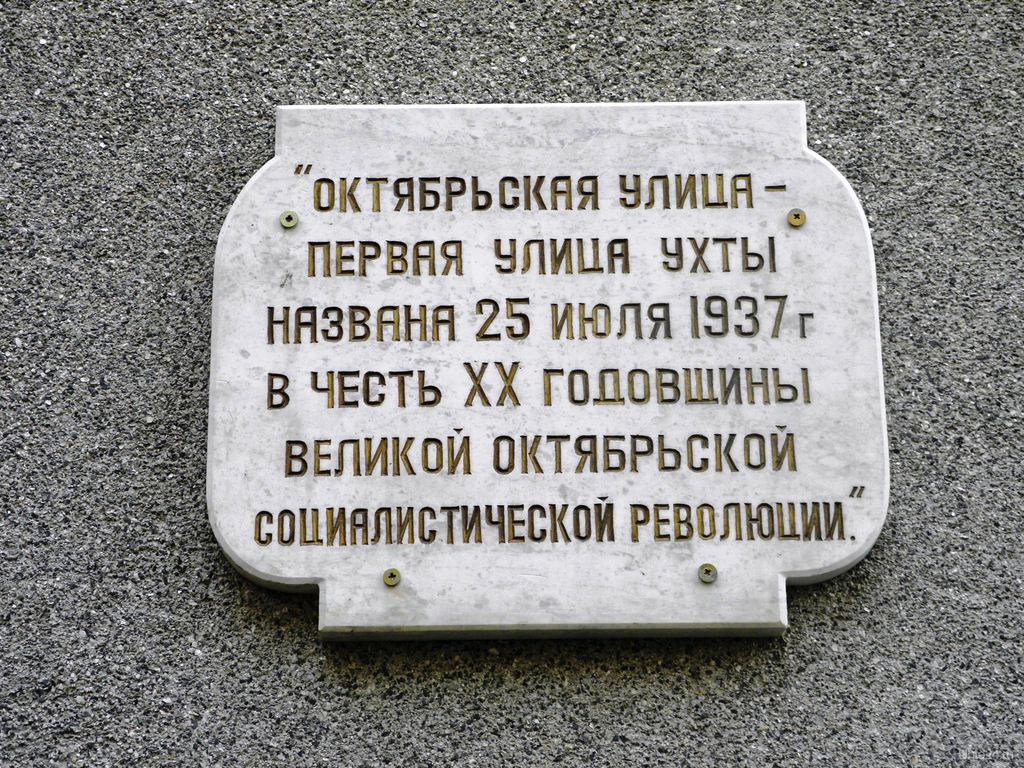 "ОКТЯБРЬСКАЯ УЛИЦА –
ПЕРВАЯ УЛИЦА УХТЫ
НАЗВАНА 25 ИЮЛЯ 1937 г
В ЧЕСТЬ XX ГОДОВЩИНЫ
ВЕЛИКОЙ ОКТЯБРЬСКОЙ
СОЦИАЛИСТИЧЕСКОЙ РЕВОЛЮЦИИ."